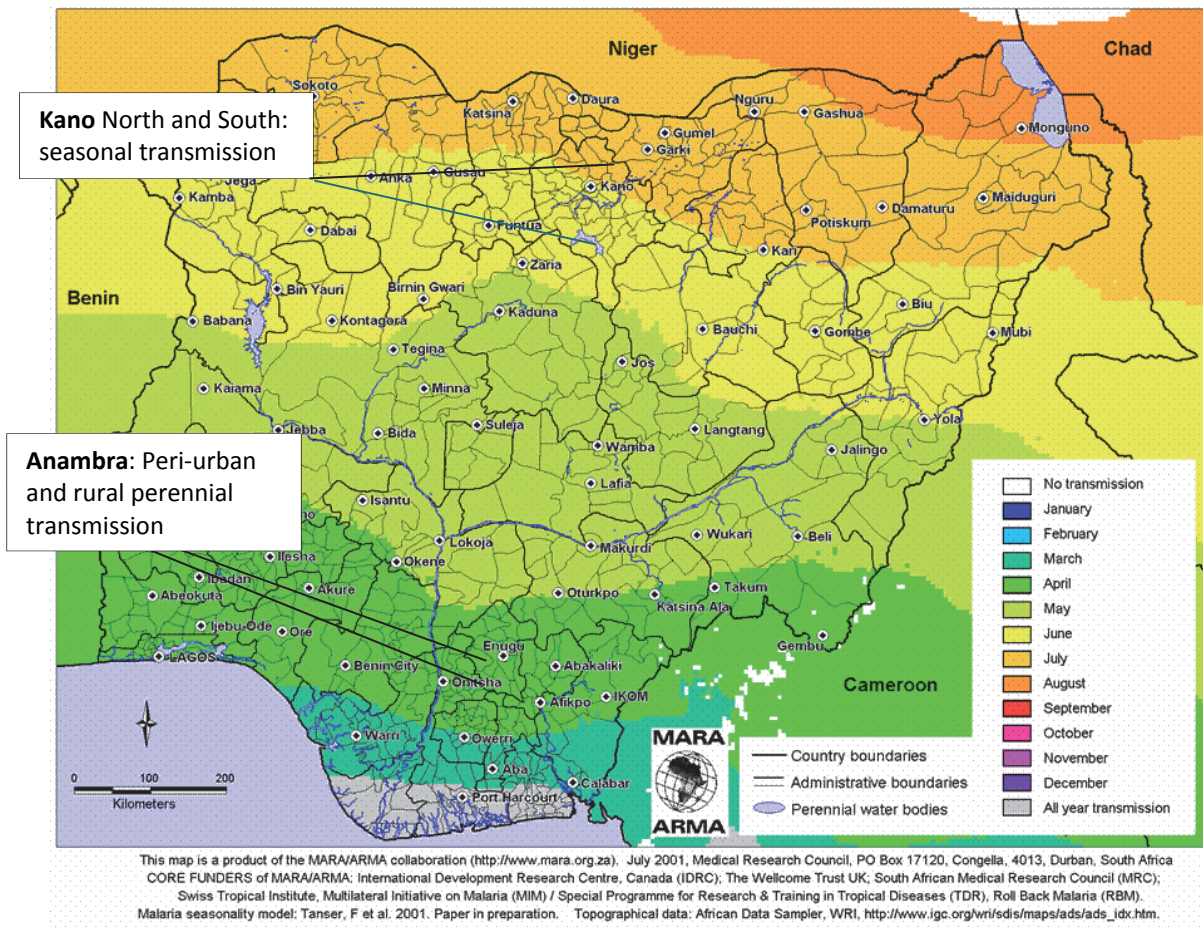 Niger
Chad
Sokoto
Katsina
Daura
Nguru
Gashua
Monguno
Kano North and South:
seasonal transmission
Gumel
Garki
Jega
Anka
Gusau
Kano
Kamba
Maiduguri
Damaturu
Potiskum
Dabai
Funtua
Kari
Zaria
Benin
Bin Yauri
Birnin Gwari
Biu
Babana
Kontagora
Kaduna
Bauchi
Gombe
Mubi
Tegina
Jos
Kaiama
Minna
Jebba
Bida
Suleja
Langtang
Yola
Wamba
Jalingo
Anambra: Peri-urban
and rural perennial
transmission
Lafia
Isantu
Lokoja
Makurdi
Wukari
Beli
Ilesha
Okene
Ibadan
Akure
Oturkpo
Katsina Ala
Takum
Abeokuta
Ijebu-Ode
Ore
Gembu
LAGOS
Benin City
Enugu
Abakaliki
Onitsha
Cameroon
Afikpo
IKOM
Warri
Owerri
Aba
Calabar
Port Harcourt
0 100 200
Kilometers
MARA
ARMA
Country boundaries
Administrative boundaries
Perennial water bodies
No transmission
January
February
March
April
May
June
July
August
September
October
November
December
All year transmission
This map is a product of the MARA/ARMA collaboration (http://www.mara.org.za). July 2001, Medical Research Council, PO Box 17120, Congella, 4013, Durban, South Africa
CORE FUNDERS of MARA/ARMA: International Development Research Centre, Canada (IDRC); The Wellcome Trust UK; South African Medical Research Council (MRC);
Swiss Tropical Institute, Multilateral Initiative on Malaria (MIM) / Special Programme for Research & Training in Tropical Diseases (TDR), Roll Back Malaria (RBM).
Malaria seasonality model: Tanser, F et al. 2001. Paper in preparation. Topographical data: African Data Sampler, WRI, http://www.igc.org/wri/sdis/maps/ads/ads_idx.htm.